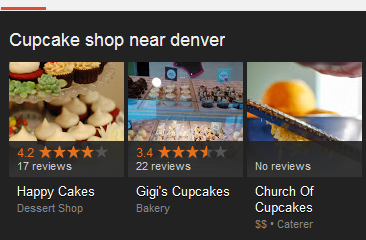 Cupcake shop near denver
4.2
17 reviews
3.4
22 reviews
No reviews
Happy Cakes
Dessert Shop
Gigi's Cupcakes
Bakery
Church Of
Cupcakes
$$ • Caterer